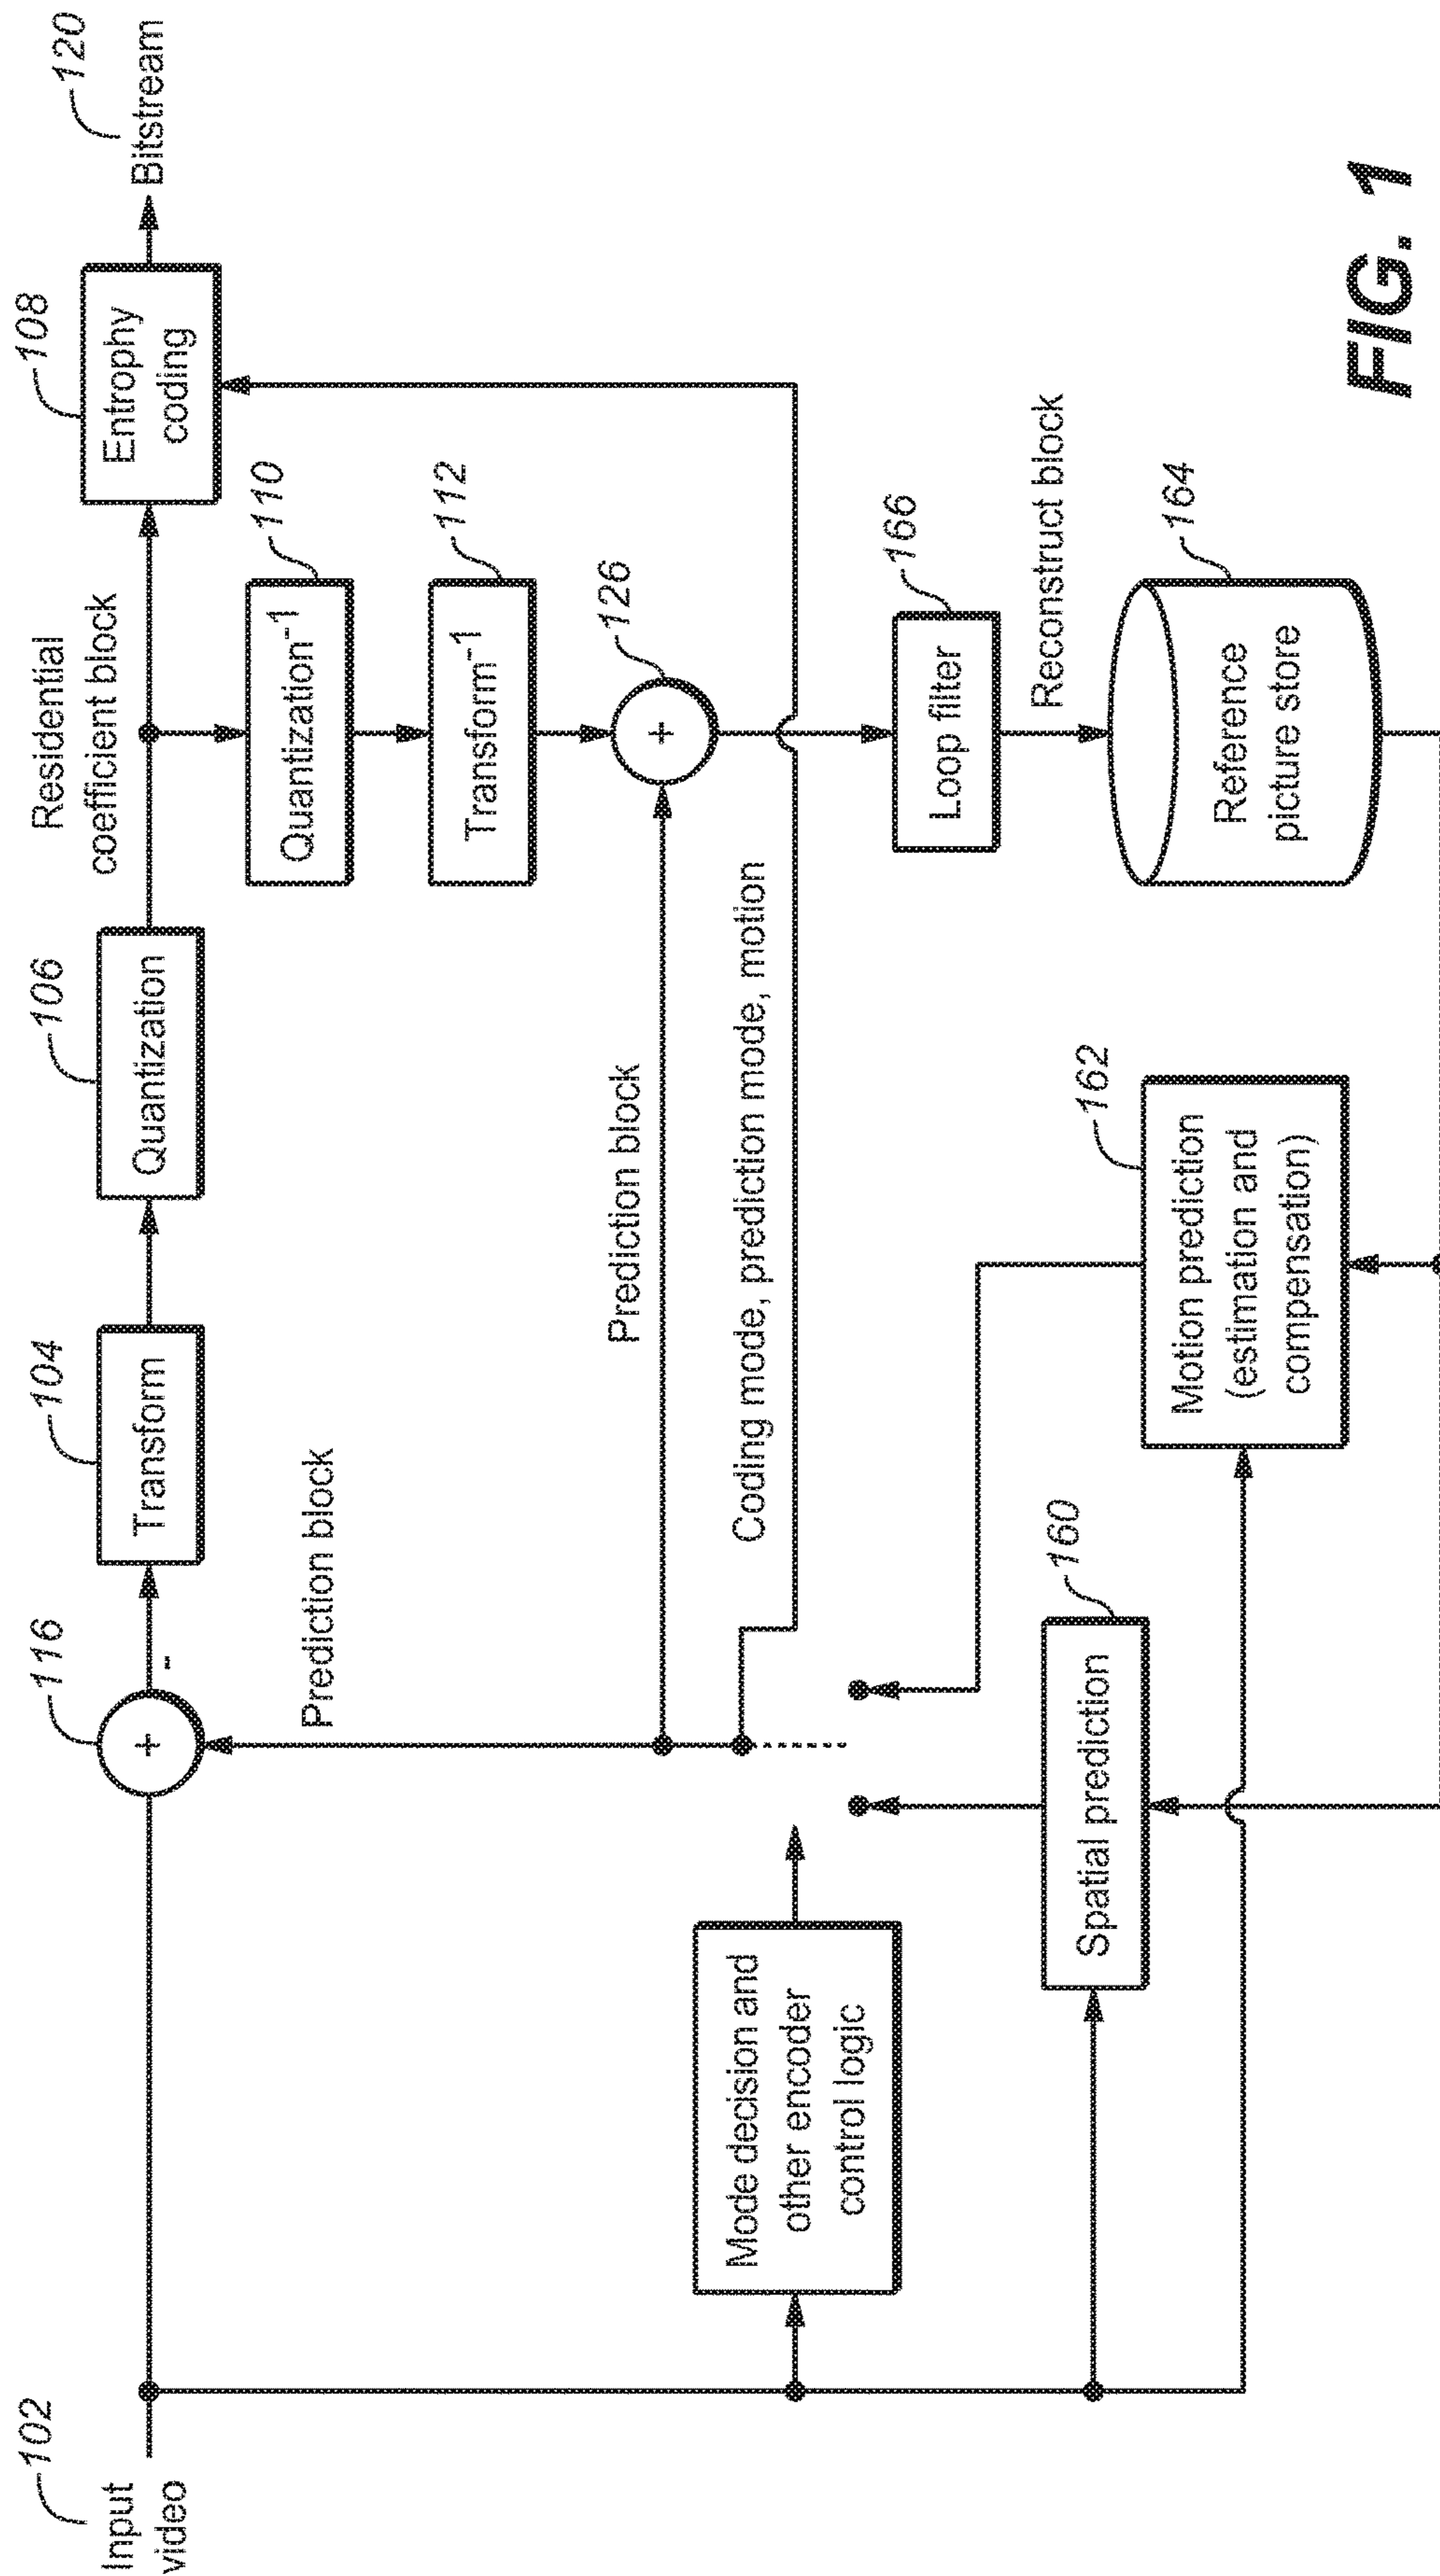 102
Input
video
116
+
-
104
Transform
106
Quantization
Residential
coefficient block
108
Entrophy
coding
120
Bitstream
Prediction block
110
Quantization⁻¹
112
Transform⁻¹
126
+
Prediction block
Coding mode, prediction mode, motion
Mode decision and
other encoder
control logic
166
Loop filter
Reconstruct block
160
Spatial prediction
162
Motion prediction
(estimation and
compensation)
164
Reference
picture store
FIG. 1